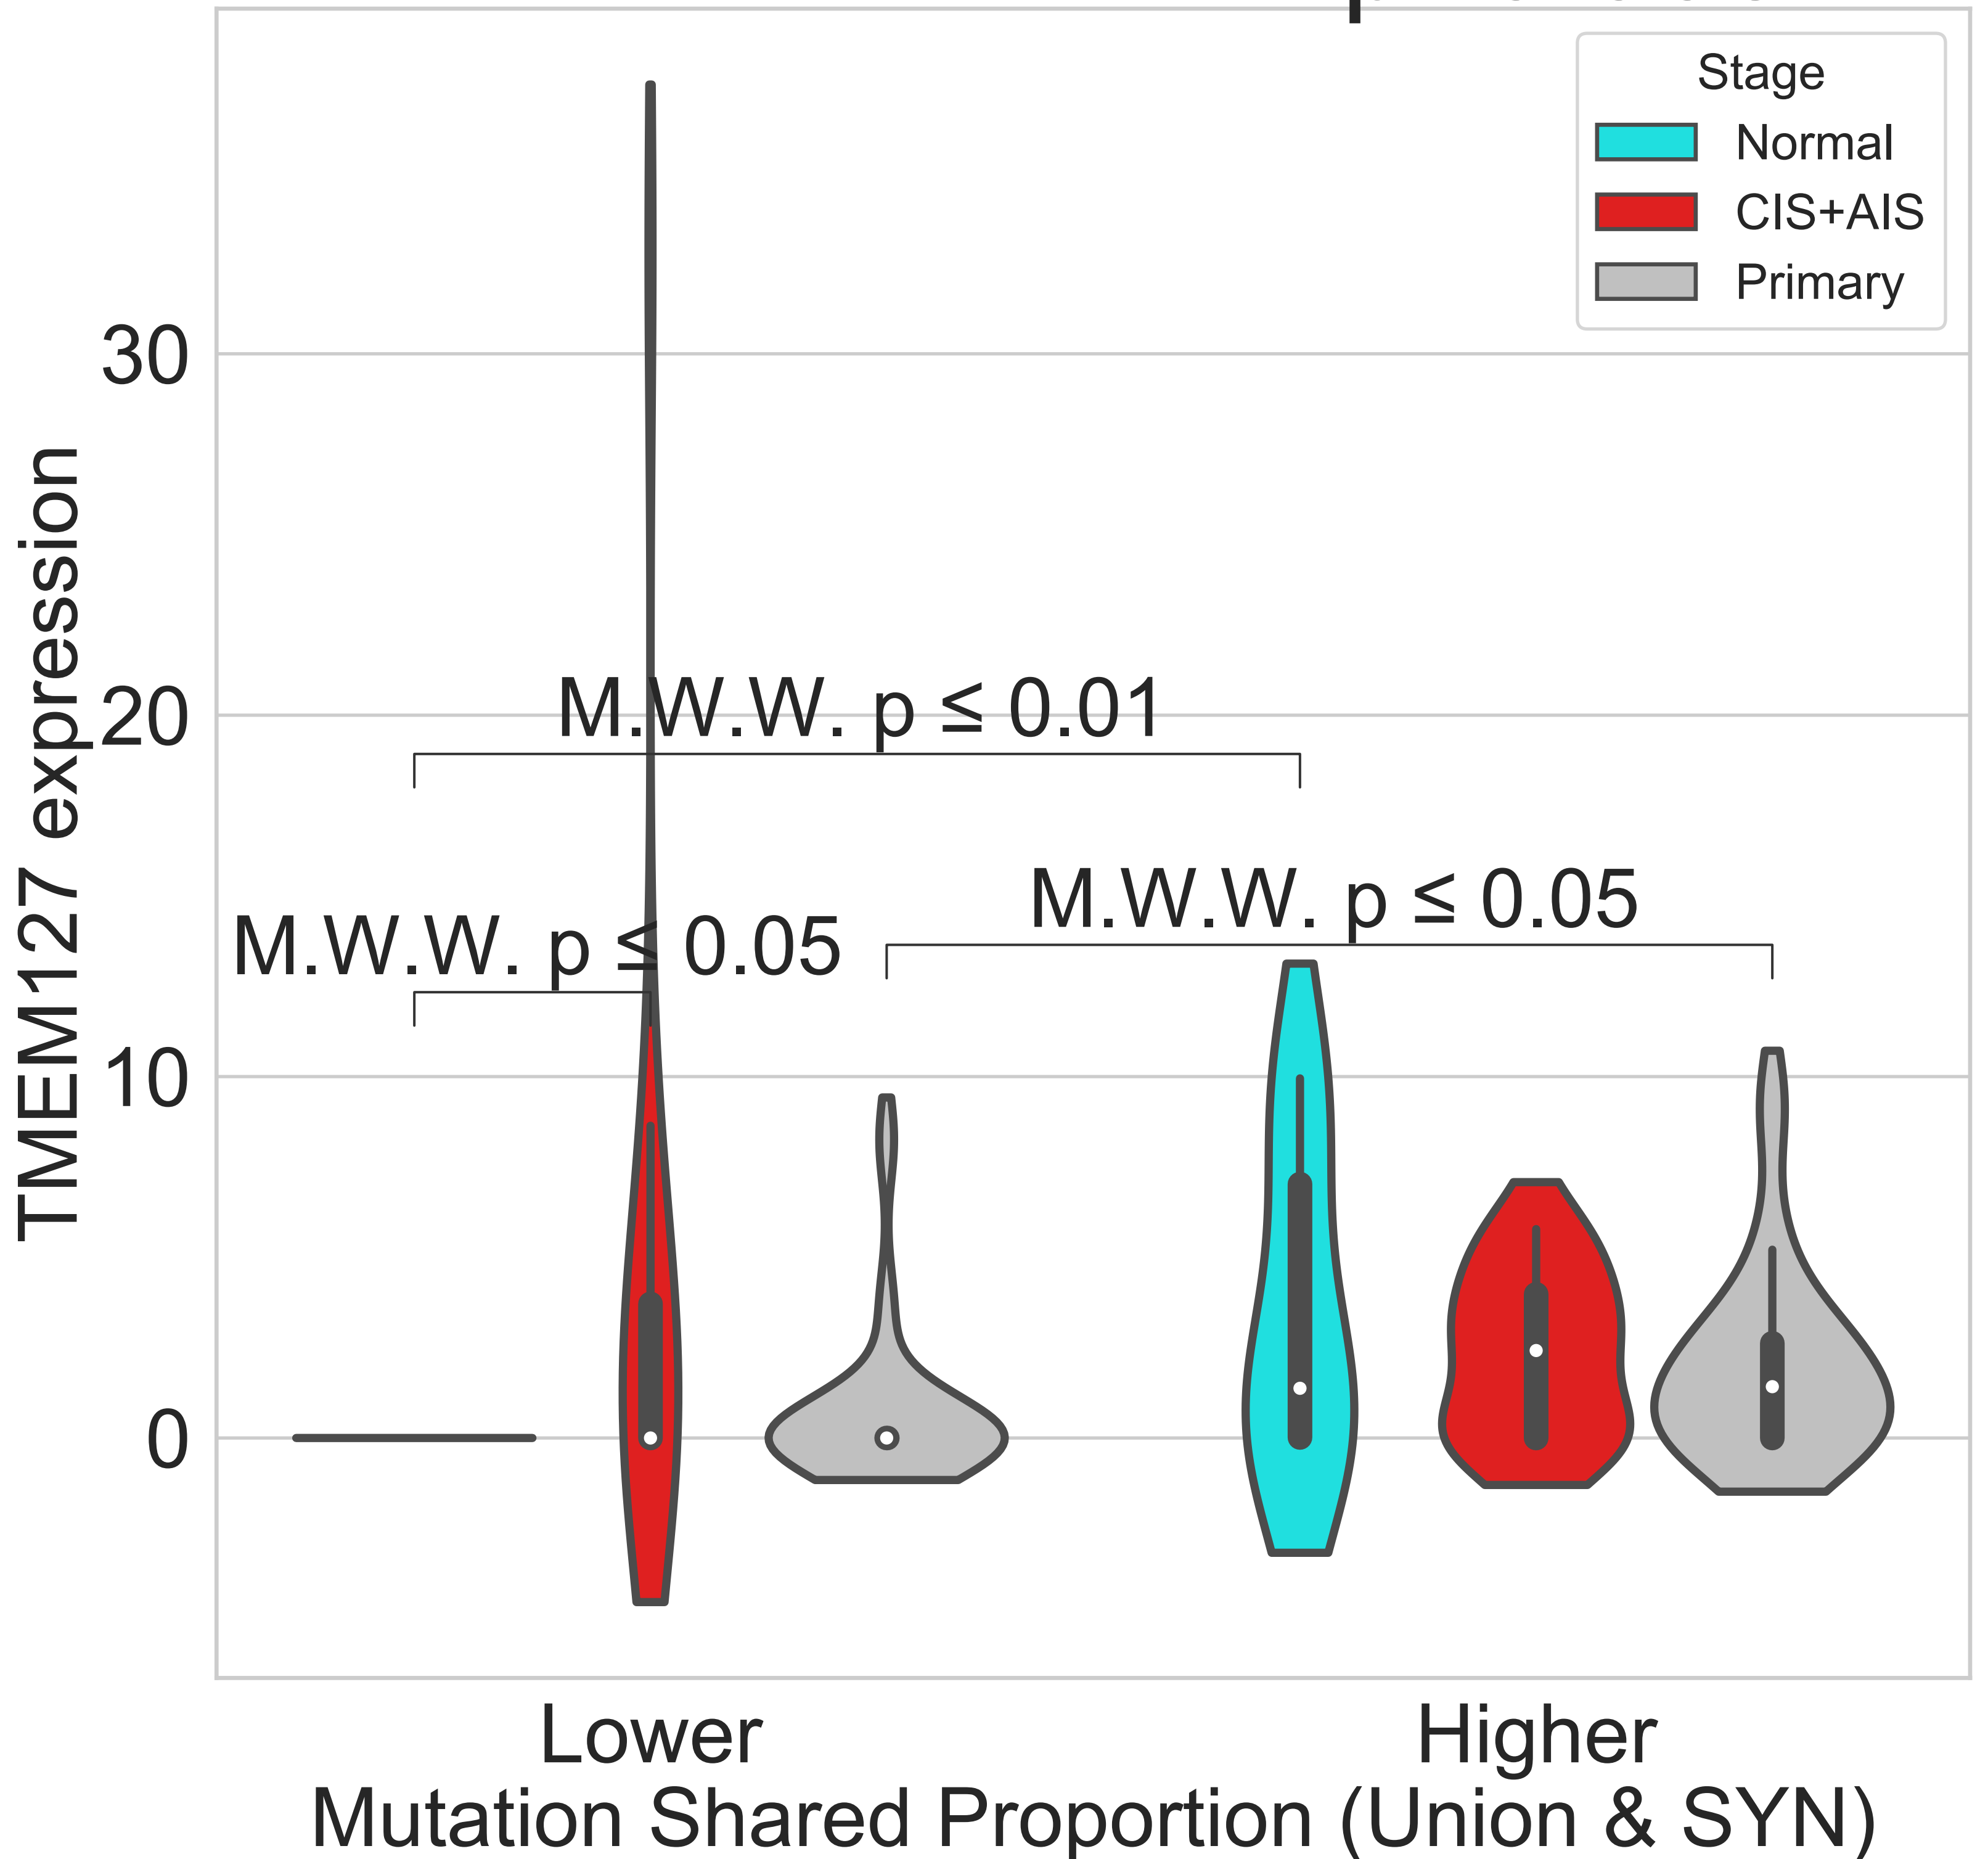 Stage
Normal
CIS+AIS
Primary
TMEM127 expression
30
20
10
0
M.W.W. p ≤ 0.01
M.W.W. p ≤ 0.05
M.W.W. p ≤ 0.05
Lower
Higher
Mutation Shared Proportion (Union & SYN)